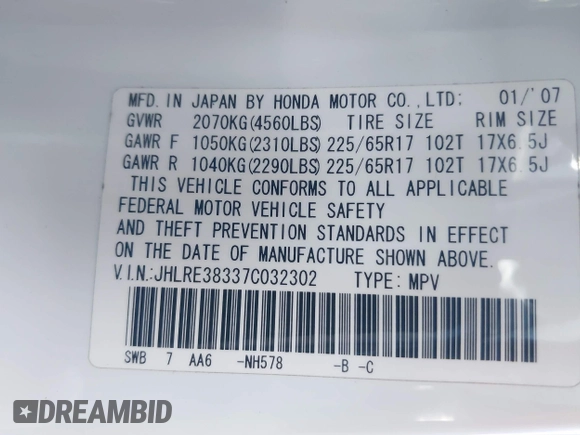 MFD. IN JAPAN BY HONDA MOTOR CO., LTD: 01/'07
GVWR 2070KG(4560LBS) TIRE SIZE RIM SIZE
GAWR F 1050KG(2310LBS) 225/65R17 102T 17X6.5J
GAWR R 1040KG(2290LBS) 225/65R17 102T 17X6.5J
THIS VEHICLE CONFORMS TO ALL APPLICABLE
FEDERAL MOTOR VEHICLE SAFETY
AND THEFT PREVENTION STANDARDS IN EFFECT
ON THE DATE OF MANUFACTURE SHOWN ABOVE.
V.I.N.:JHLRE38337C032302 TYPE: MPV
SWB 7 AA6 -NH578 -B -C
DREAMBID